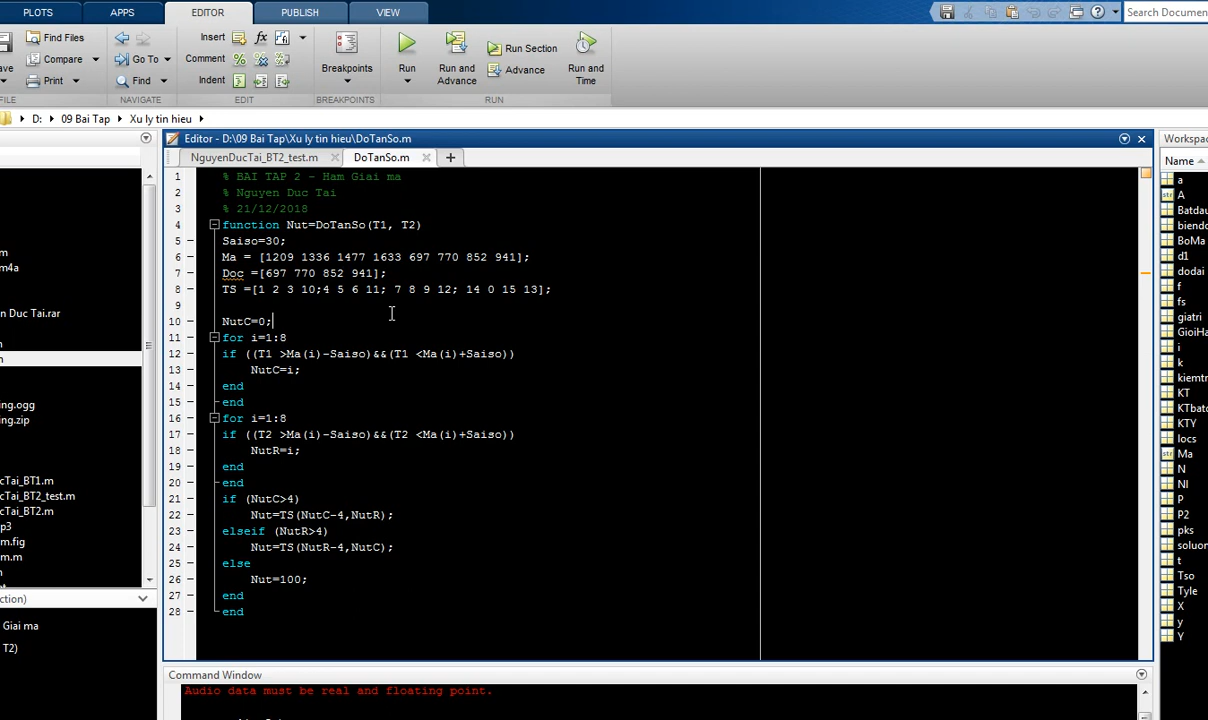 PLOTS APPS EDITOR PUBLISH VIEW Search Documen
Find Files Insert fx Run Section
ave Compare Go To Comment Breakpoints Run Run and Advance Run and
Print Find Indent Advance Time
FILE NAVIGATE EDIT BREAKPOINTS RUN
D: 09 Bai Tap Xu ly tin hieu
Editor - D:\09 Bai Tap\Xu ly tin hieu\DoTanSo.m
NguyenDucTai_BT2_test.m DoTanSo.m
1 % BAI TAP 2 - Ham Giai ma
2 % Nguyen Duc Tai
3 % 21/12/2018
4 function Nut=DoTanSo(T1, T2)
5 Saiso=30;
6 Ma = [1209 1336 1477 1633 697 770 852 941];
7 Doc =[697 770 852 941];
8 TS =[1 2 3 10;4 5 6 11; 7 8 9 12; 14 0 15 13];
9
10 NutC=0;
11 for i=1:8
12 if ((T1 >Ma(i)-Saiso)&&(T1 <Ma(i)+Saiso))
13 NutC=i;
14 end
15 end
16 for i=1:8
17 if ((T2 >Ma(i)-Saiso)&&(T2 <Ma(i)+Saiso))
18 NutR=i;
19 end
20 end
21 if (NutC>4)
22 Nut=TS(NutC-4,NutR);
23 elseif (NutR>4)
24 Nut=TS(NutR-4,NutC);
25 else
26 Nut=100;
27 end
28 end
m
m4a
n Duc Tai.rar
m
ng.ogg
ng.zip
cTai_BT1.m
cTai_BT2_test.m
cTai_BT2.m
p3
m.fig
m.m
m
ction)
Giai ma
T2)
Workspac
Name
a
A
Batdau
biendo
BoMa
d1
dodai
f
fs
giatri
GioiHa
i
k
kiemtr
KT
KTbatd
KTY
locs
Ma
N
NI
P
P2
pks
soluon
t
Tso
Tyle
X
y
Y
Command Window
Audio data must be real and floating point.